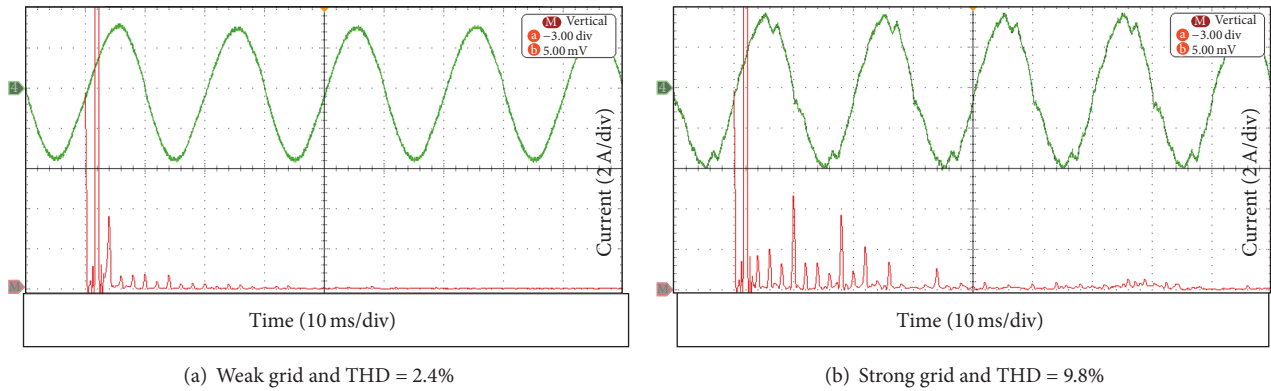 M Vertical
a −3.00 div
b 5.00 mV
4
Current (2 A/div)
M
Time (10 ms/div)
(a) Weak grid and THD = 2.4%
M Vertical
a −3.00 div
b 5.00 mV
4
Current (2 A/div)
M
Time (10 ms/div)
(b) Strong grid and THD = 9.8%